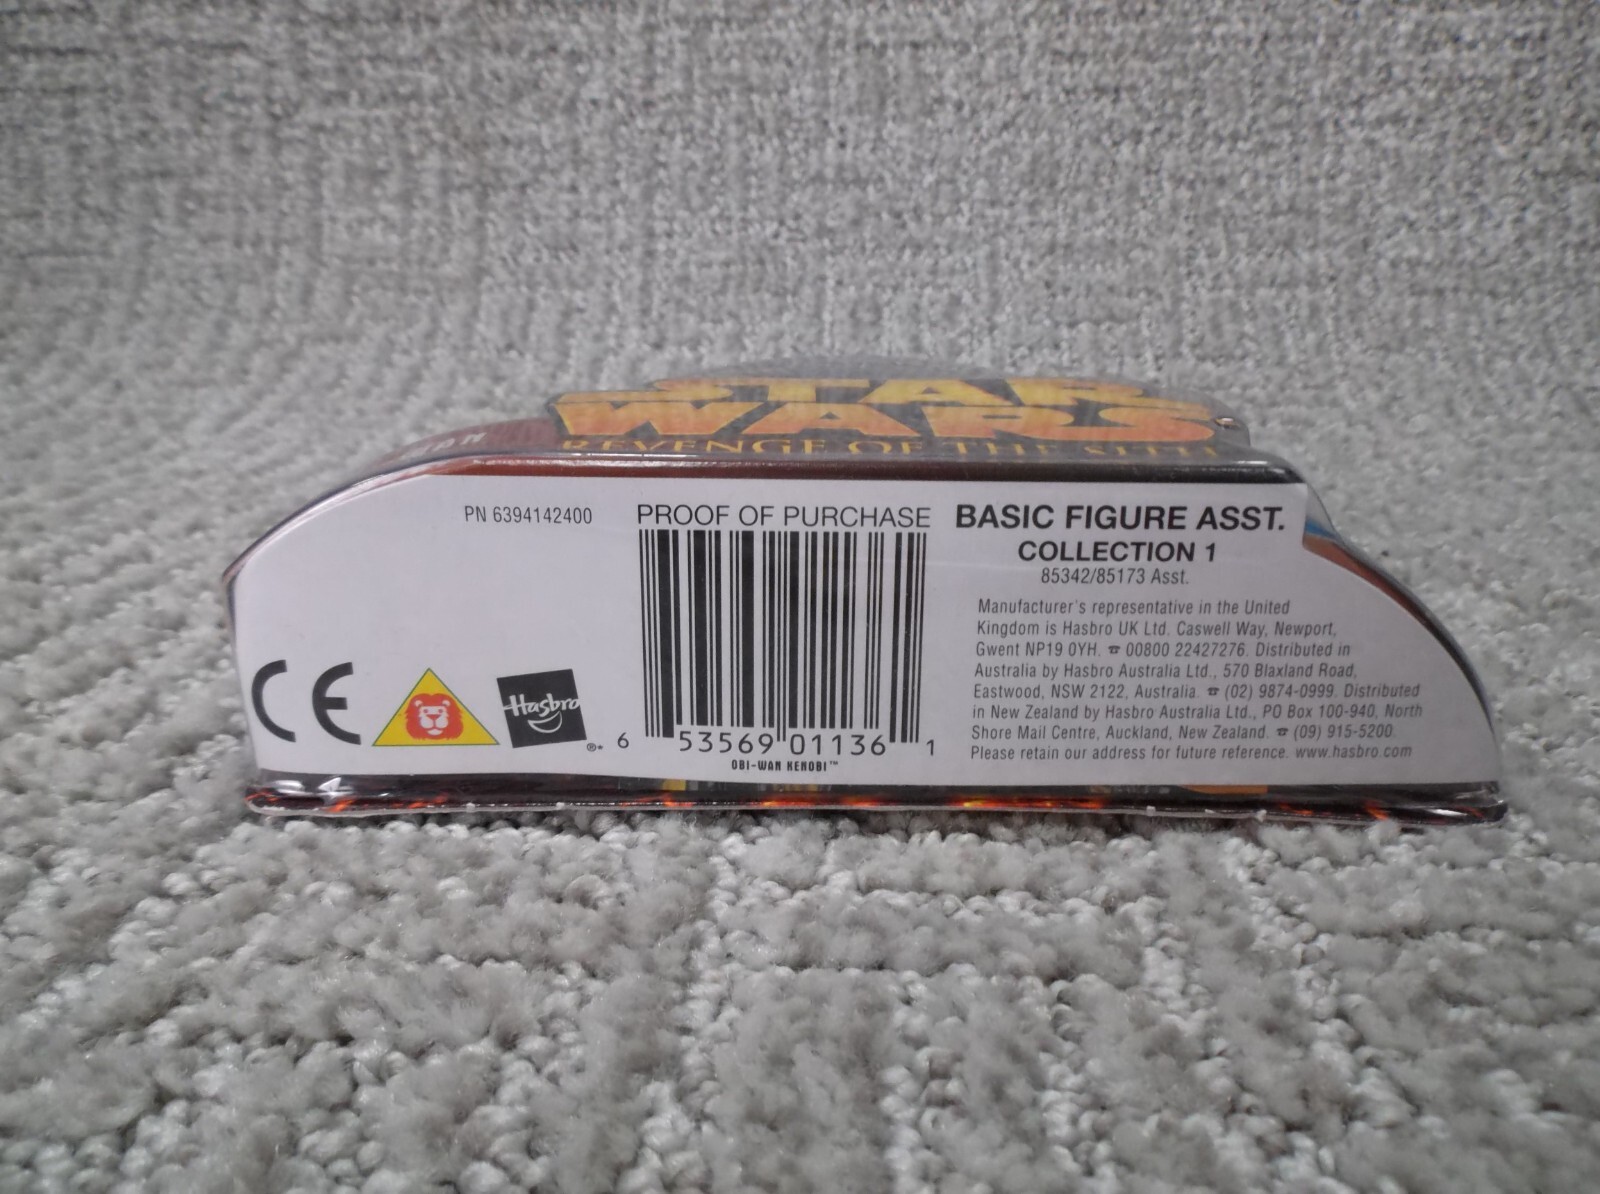 STAR
WARS
REVENGE OF THE SITH
PN 6394142400
PROOF OF PURCHASE
6 53569 01136 1
OBI-WAN KENOBI™
BASIC FIGURE ASST.
COLLECTION 1
85342/85173 Asst.
Manufacturer's representative in the United
Kingdom is Hasbro UK Ltd. Caswell Way, Newport,
Gwent NP19 0YH. ☎ 00800 22427276. Distributed in
Australia by Hasbro Australia Ltd., 570 Blaxland Road,
Eastwood, NSW 2122, Australia. ☎ (02) 9874-0999. Distributed
in New Zealand by Hasbro Australia Ltd., PO Box 100-940, North
Shore Mail Centre, Auckland, New Zealand. ☎ (09) 915-5200.
Please retain our address for future reference. www.hasbro.com
CE
Hasbro
®*